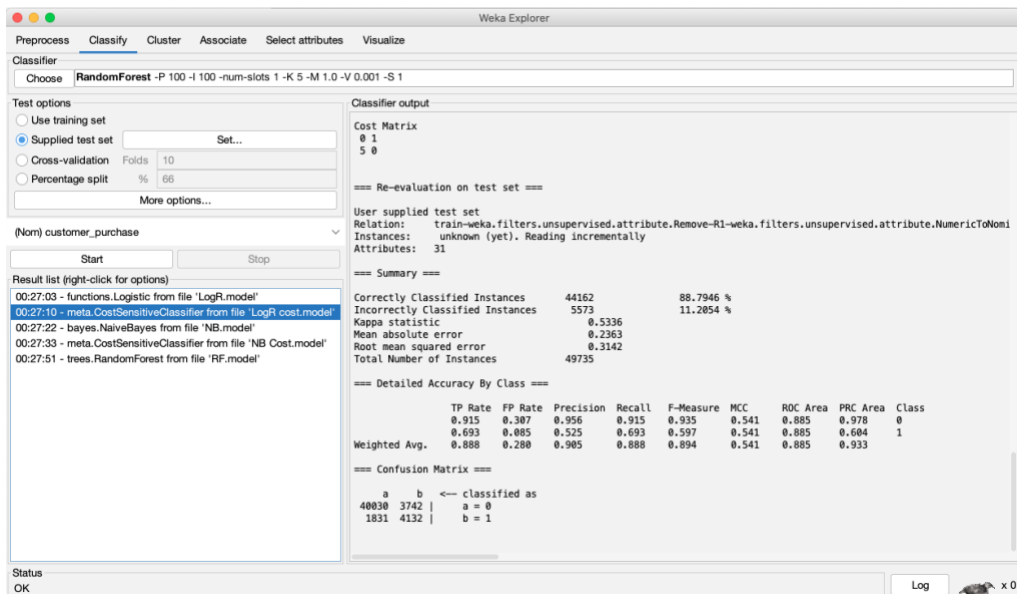 Weka Explorer
Preprocess Classify Cluster Associate Select attributes Visualize
Classifier
Choose RandomForest -P 100 -I 100 -num-slots 1 -K 5 -M 1.0 -V 0.001 -S 1
Test options
Use training set
Supplied test set Set...
Cross-validation Folds 10
Percentage split % 66
More options...
(Nom) customer_purchase
Start Stop
Result list (right-click for options)
00:27:03 - functions.Logistic from file 'LogR.model'
00:27:10 - meta.CostSensitiveClassifier from file 'LogR cost.model'
00:27:22 - bayes.NaiveBayes from file 'NB.model'
00:27:33 - meta.CostSensitiveClassifier from file 'NB Cost.model'
00:27:51 - trees.RandomForest from file 'RF.model'
Classifier output
Cost Matrix
0 1
5 0
=== Re-evaluation on test set ===
User supplied test set
Relation: train-weka.filters.unsupervised.attribute.Remove-R1-weka.filters.unsupervised.attribute.NumericToNomi
Instances: unknown (yet). Reading incrementally
Attributes: 31
=== Summary ===
Correctly Classified Instances 44162 88.7946 %
Incorrectly Classified Instances 5573 11.2054 %
Kappa statistic 0.5336
Mean absolute error 0.2363
Root mean squared error 0.3142
Total Number of Instances 49735
=== Detailed Accuracy By Class ===
TP Rate FP Rate Precision Recall F-Measure MCC ROC Area PRC Area Class
0.915 0.307 0.956 0.915 0.935 0.541 0.885 0.978 0
0.693 0.085 0.525 0.693 0.597 0.541 0.885 0.604 1
Weighted Avg. 0.888 0.280 0.905 0.888 0.894 0.541 0.885 0.933
=== Confusion Matrix ===
a b <-- classified as
40030 3742 | a = 0
1831 4132 | b = 1
Status
OK
Log x 0